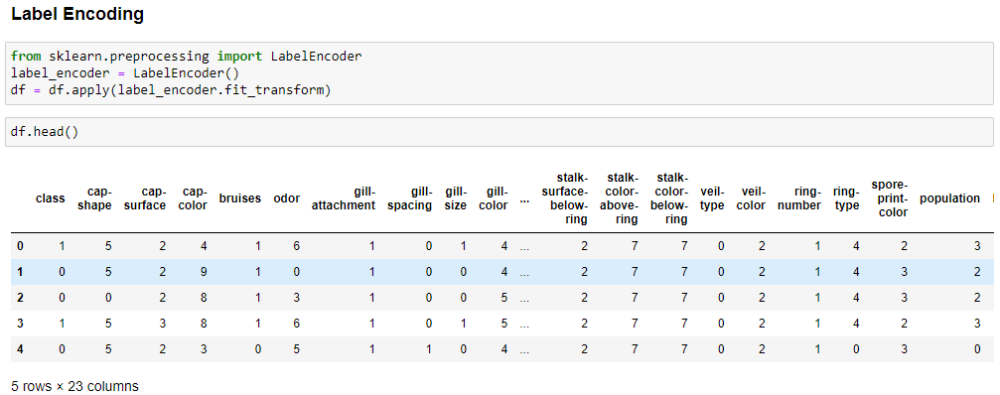 Label Encoding
from sklearn.preprocessing import LabelEncoder
label_encoder = LabelEncoder()
df = df.apply(label_encoder.fit_transform)
df.head()
class cap-shape cap-surface cap-color bruises odor gill-attachment gill-spacing gill-size gill-color ... stalk-surface-below-ring stalk-color-above-ring stalk-color-below-ring veil-type veil-color ring-number ring-type spore-print-color population
0 1 5 2 4 1 6 1 0 1 4 ... 2 7 7 0 2 1 4 2 3
1 0 5 2 9 1 0 1 0 0 4 ... 2 7 7 0 2 1 4 3 2
2 0 0 2 8 1 3 1 0 0 5 ... 2 7 7 0 2 1 4 3 2
3 1 5 3 8 1 6 1 0 1 5 ... 2 7 7 0 2 1 4 2 3
4 0 5 2 3 0 5 1 1 0 4 ... 2 7 7 0 2 1 0 3 0
5 rows × 23 columns